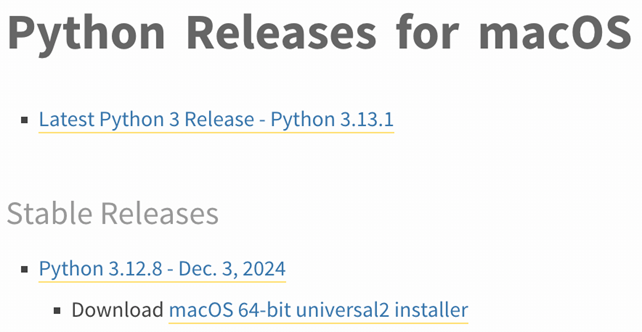 Python Releases for macOS
Latest Python 3 Release - Python 3.13.1
Stable Releases
Python 3.12.8 - Dec. 3, 2024
Download macOS 64-bit universal2 installer